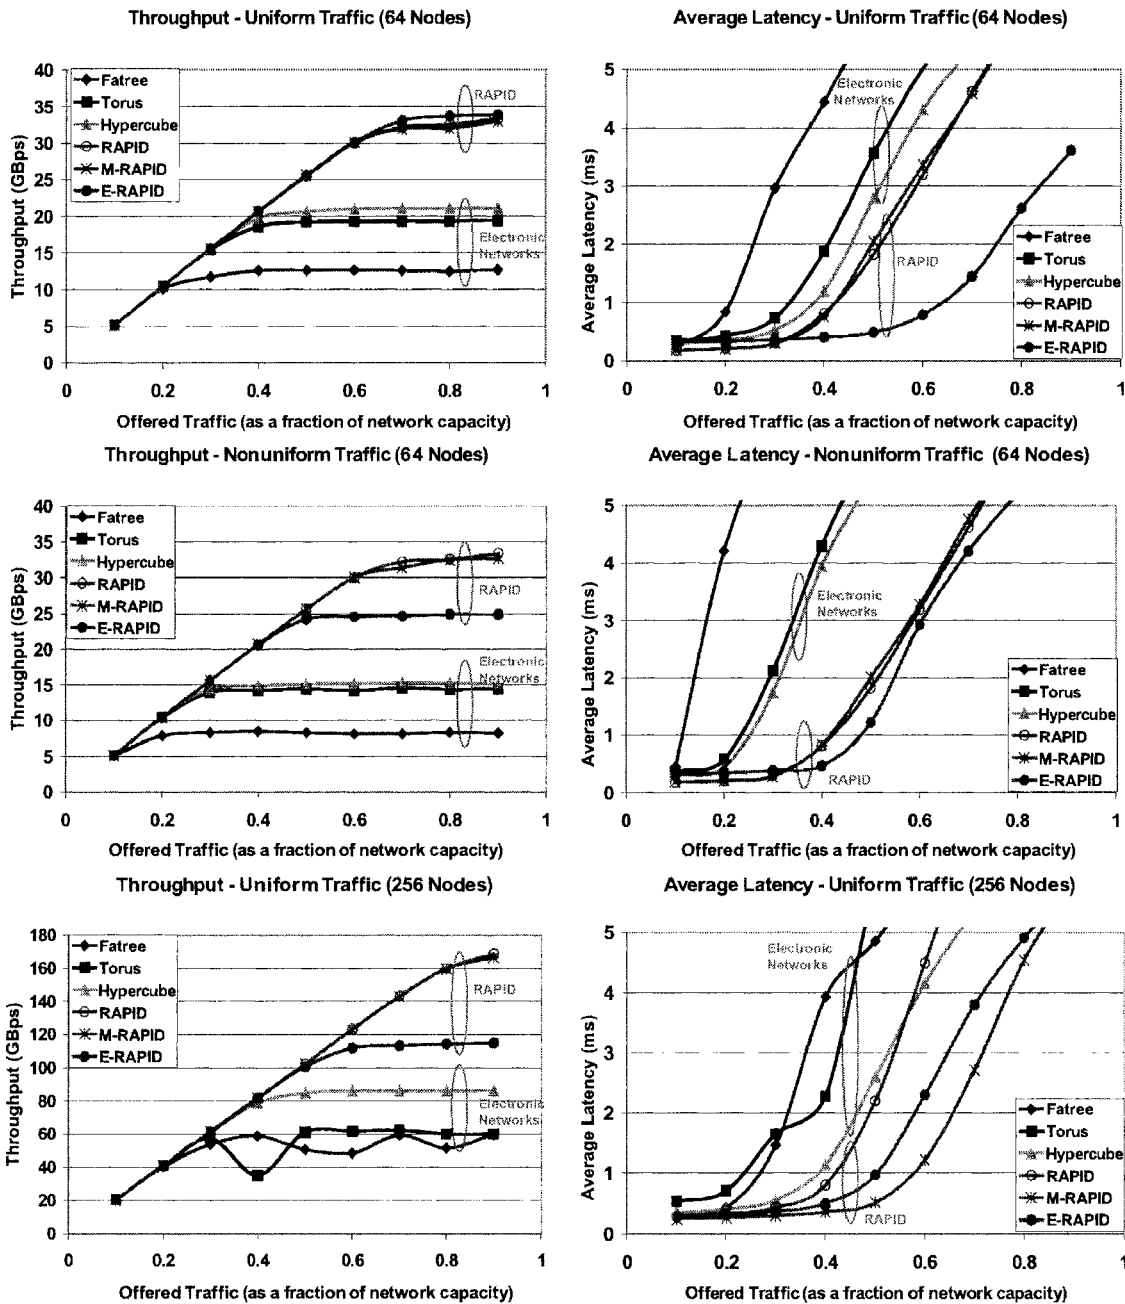 Throughput - Uniform Traffic (64 Nodes)
Throughput (GBps)
40
35
30
25
20
15
10
5
0
Fatree
Torus
Hypercube
RAPID
M-RAPID
E-RAPID
RAPID
Electronic
Networks
0 0.2 0.4 0.6 0.8 1
Offered Traffic (as a fraction of network capacity)
Average Latency - Uniform Traffic (64 Nodes)
Average Latency (ms)
5
4
3
2
1
0
Electronic
Networks
RAPID
Fatree
Torus
Hypercube
RAPID
M-RAPID
E-RAPID
0 0.2 0.4 0.6 0.8 1
Offered Traffic (as a fraction of network capacity)
Throughput - Nonuniform Traffic (64 Nodes)
Throughput (GBps)
40
35
30
25
20
15
10
5
0
Fatree
Torus
Hypercube
RAPID
M-RAPID
E-RAPID
RAPID
Electronic
Networks
0 0.2 0.4 0.6 0.8 1
Offered Traffic (as a fraction of network capacity)
Average Latency - Nonuniform Traffic (64 Nodes)
Average Latency (ms)
5
4
3
2
1
0
Electronic
Networks
RAPID
Fatree
Torus
Hypercube
RAPID
M-RAPID
E-RAPID
0 0.2 0.4 0.6 0.8 1
Offered Traffic (as a fraction of network capacity)
Throughput - Uniform Traffic (256 Nodes)
Throughput (GBps)
180
160
140
120
100
80
60
40
20
0
Fatree
Torus
Hypercube
RAPID
M-RAPID
E-RAPID
RAPID
Electronic
Networks
0 0.2 0.4 0.6 0.8 1
Offered Traffic (as a fraction of network capacity)
Average Latency - Uniform Traffic (256 Nodes)
Average Latency (ms)
5
4
3
2
1
0
Electronic
Networks
RAPID
Fatree
Torus
Hypercube
RAPID
M-RAPID
E-RAPID
0 0.2 0.4 0.6 0.8 1
Offered Traffic (as a fraction of network capacity)